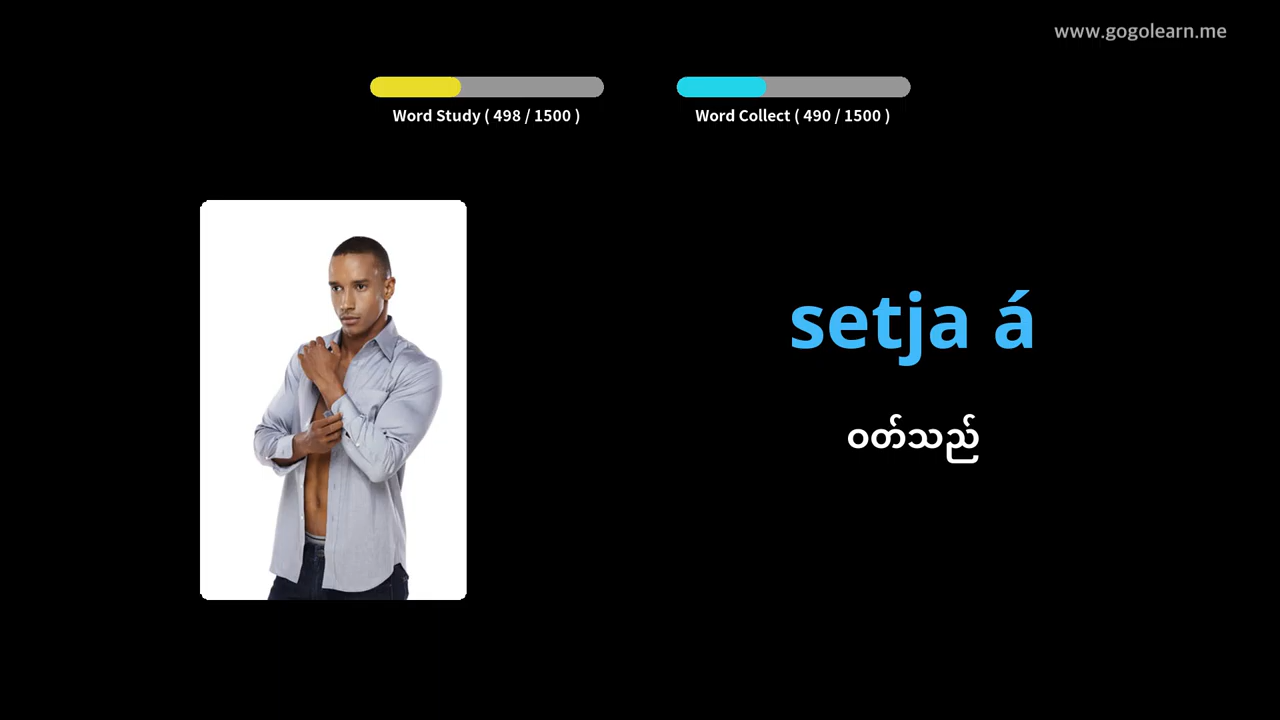 www.gogolearn.me
Word Study ( 498 / 1500 )
Word Collect ( 490 / 1500 )
setja á
ဝတ်သည်